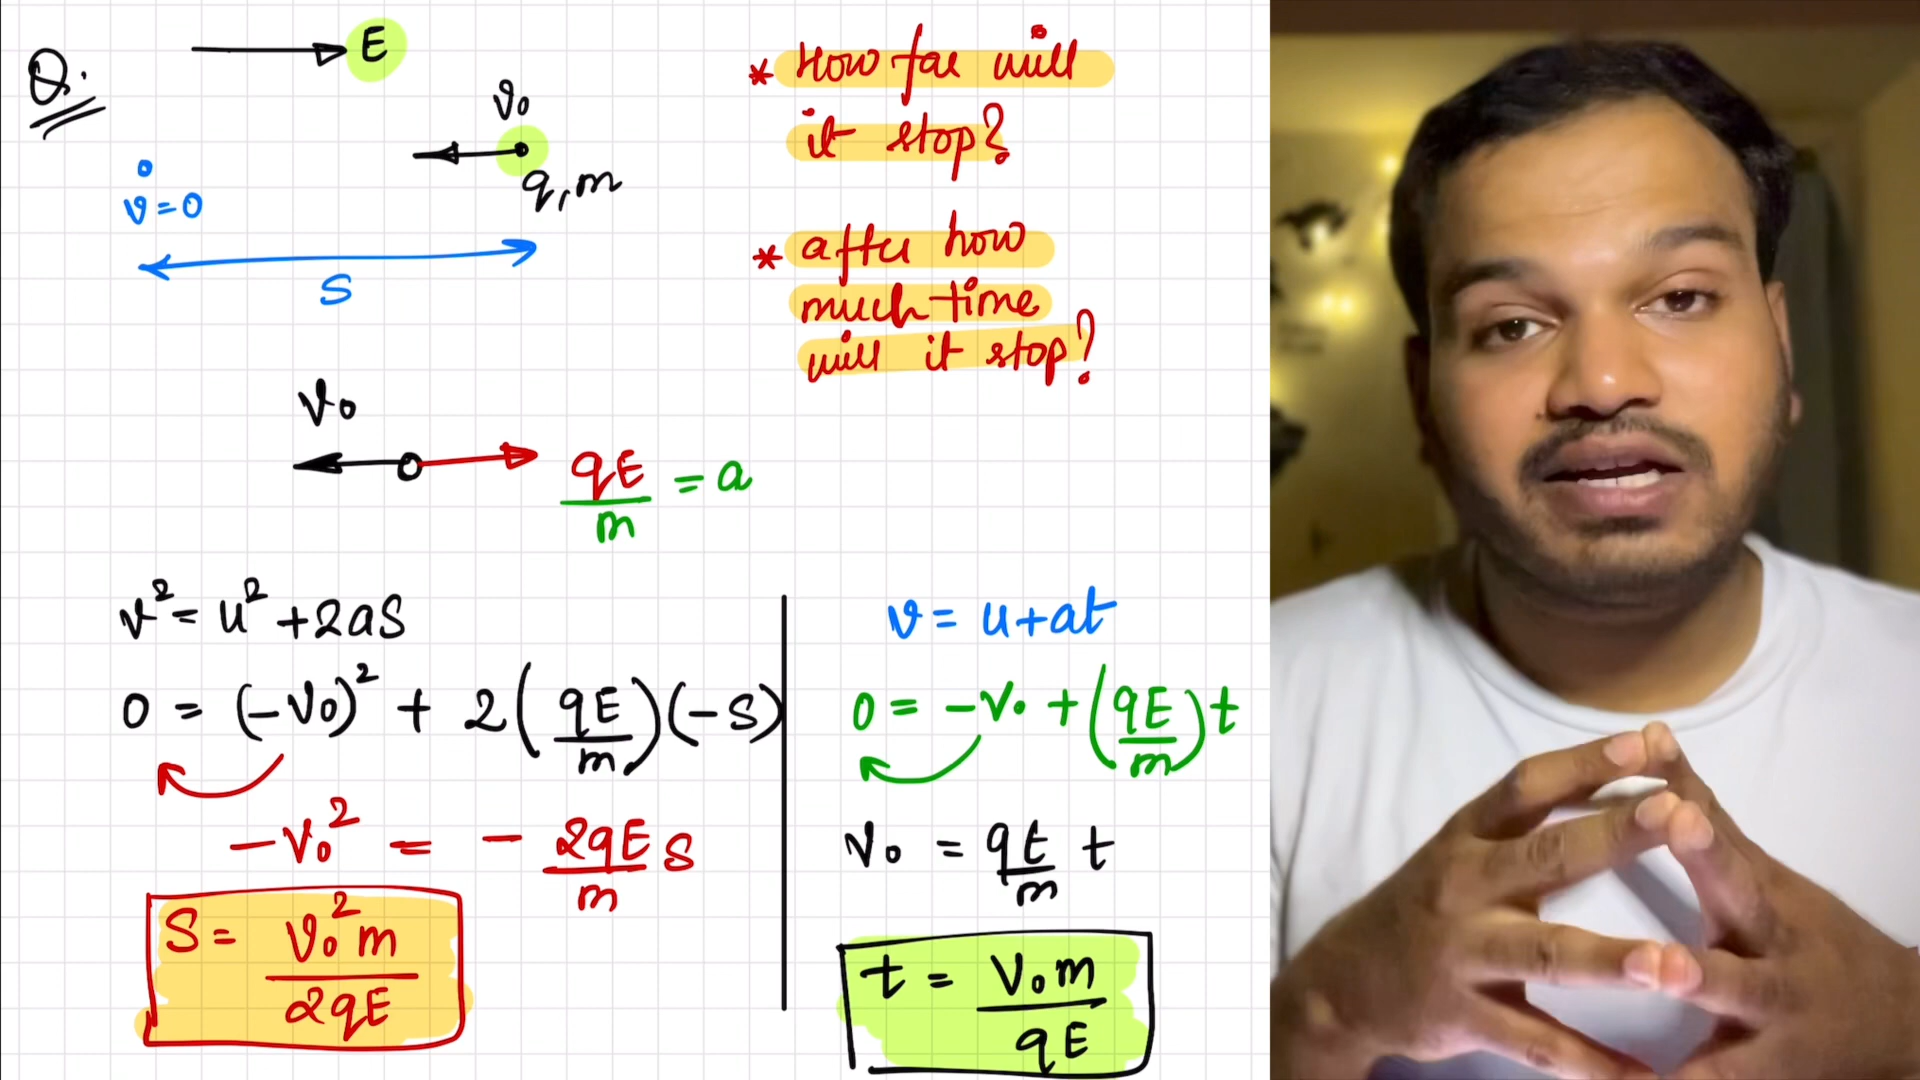 Q.
E
v₀
q, m
v = 0
S
* How far will
it stop?
* after how
much time
will it stop?
v₀
qE/m = a
v² = u² + 2aS
0 = (-v₀)² + 2(qE/m)(-S)
-v₀² = - 2qE/m S
S = v₀²m/2qE
v = u + at
0 = -v₀ + (qE/m)t
v₀ = qt/m t
t = v₀m/qE